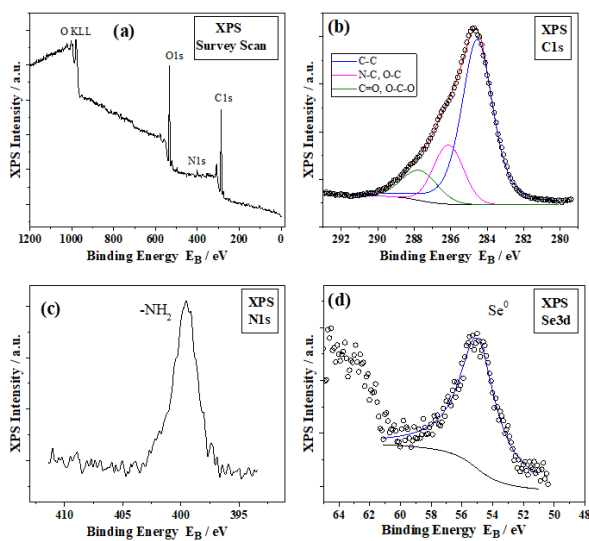 O KLL
(a)
XPS
Survey Scan
O1s
C1s
N1s
XPS Intensity / a.u.
1200 1000 800 600 400 200 0
Binding Energy E_B / eV
(b)
XPS
C1s
C-C
N-C, O-C
C=O, O-C-O
XPS Intensity / a.u.
292 290 288 286 284 282 280
Binding Energy E_B / eV
(c)
-NH₂
XPS
N1s
XPS Intensity / a.u.
410 405 400 395
Binding Energy E_B / eV
(d)
Se⁰
XPS
Se3d
XPS Intensity / a.u.
64 62 60 58 56 54 52 50 48
Binding Energy E_B / eV